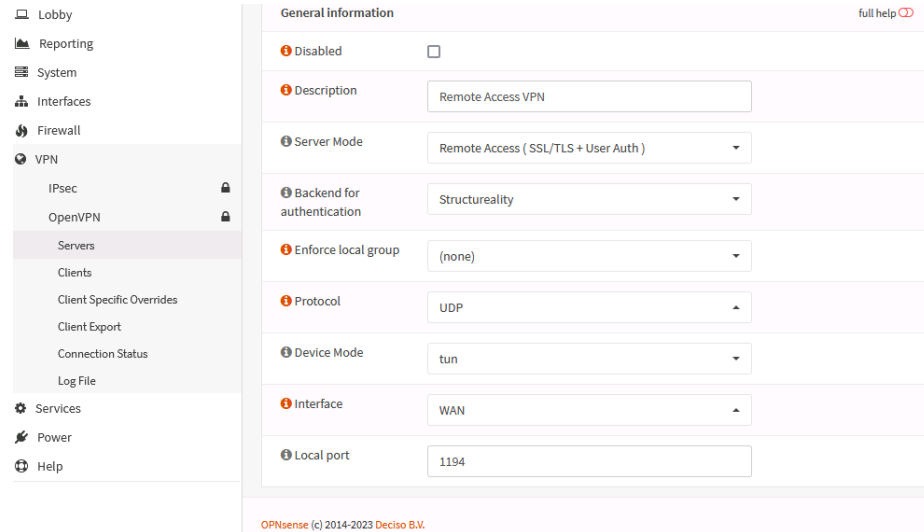 Lobby
Reporting
System
Interfaces
Firewall
VPN
IPsec
OpenVPN
Servers
Clients
Client Specific Overrides
Client Export
Connection Status
Log File
Services
Power
Help
General information
full help
Disabled
Description
Remote Access VPN
Server Mode
Remote Access ( SSL/TLS + User Auth )
Backend for
authentication
Structureality
Enforce local group
(none)
Protocol
UDP
Device Mode
tun
Interface
WAN
Local port
1194
OPNsense (c) 2014-2023 Deciso B.V.